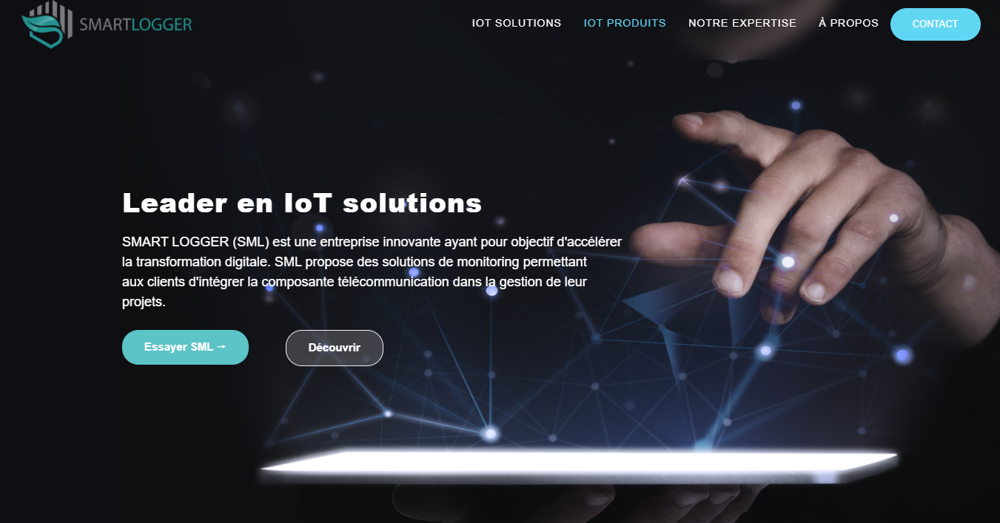 SMARTLOGGER
IOT SOLUTIONS
IOT PRODUITS
NOTRE EXPERTISE
À PROPOS
CONTACT
Leader en IoT solutions
SMART LOGGER (SML) est une entreprise innovante ayant pour objectif d'accélérer
la transformation digitale. SML propose des solutions de monitoring permettant
aux clients d'intégrer la composante télécommunication dans la gestion de leur
projets.
Essayer SML →
Découvrir